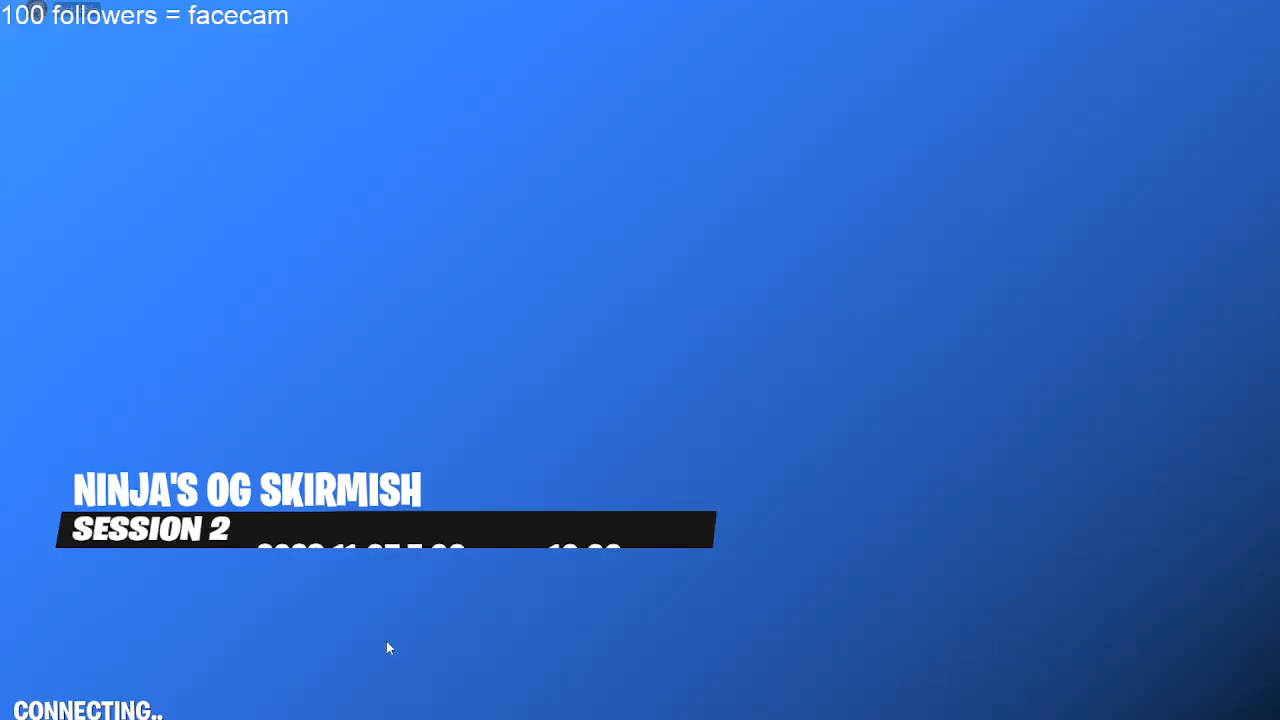 100 followers = facecam
NINJA'S OG SKIRMISH
SESSION 2
CONNECTING..